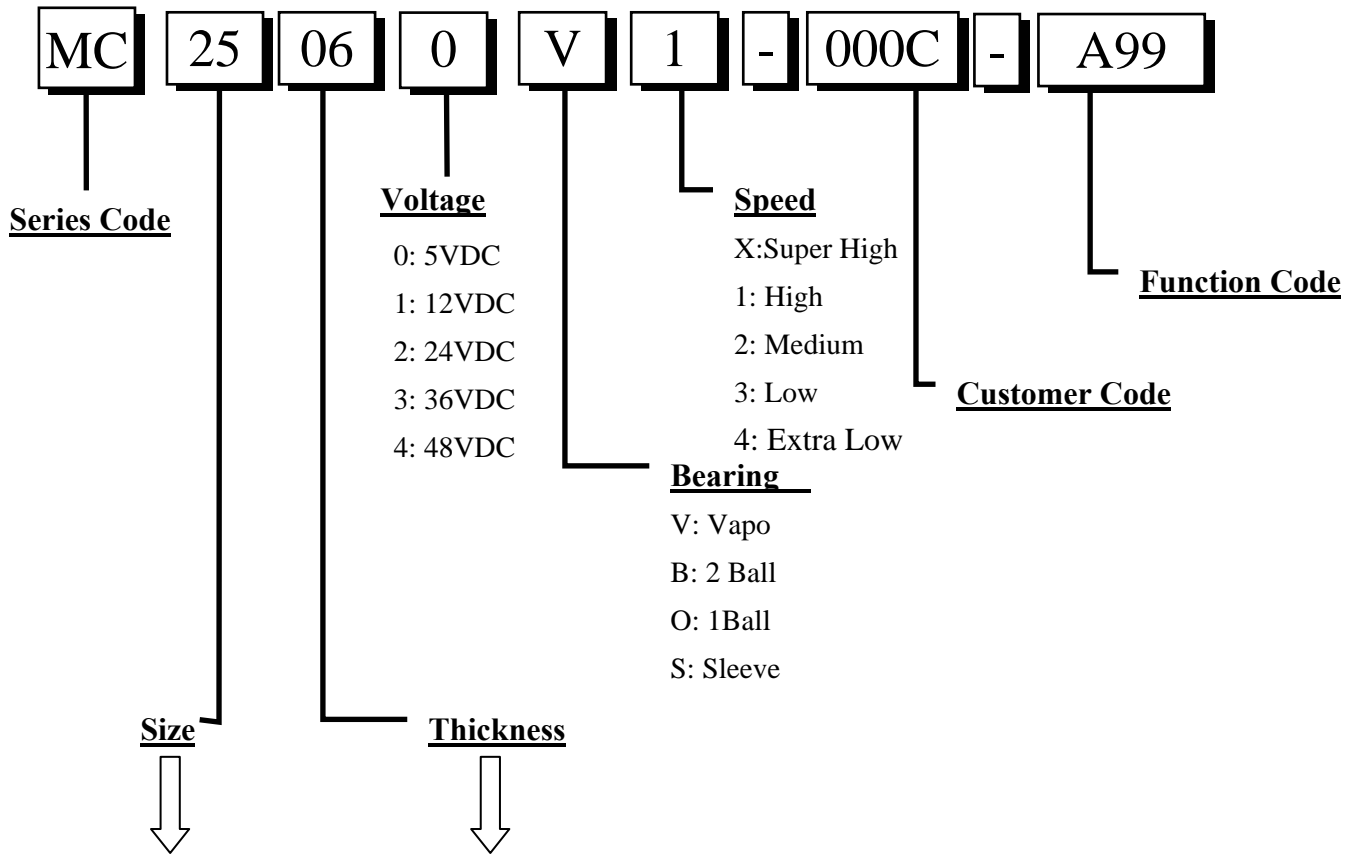 MC 25 06 0 V 1 - 000C - A99
Series Code
Voltage
0: 5VDC
1: 12VDC
2: 24VDC
3: 36VDC
4: 48VDC
Speed
X:Super High
1: High
2: Medium
3: Low
4: Extra Low
Function Code
Customer Code
Bearing
V: Vapo
B: 2 Ball
O: 1Ball
S: Sleeve
Size
Thickness